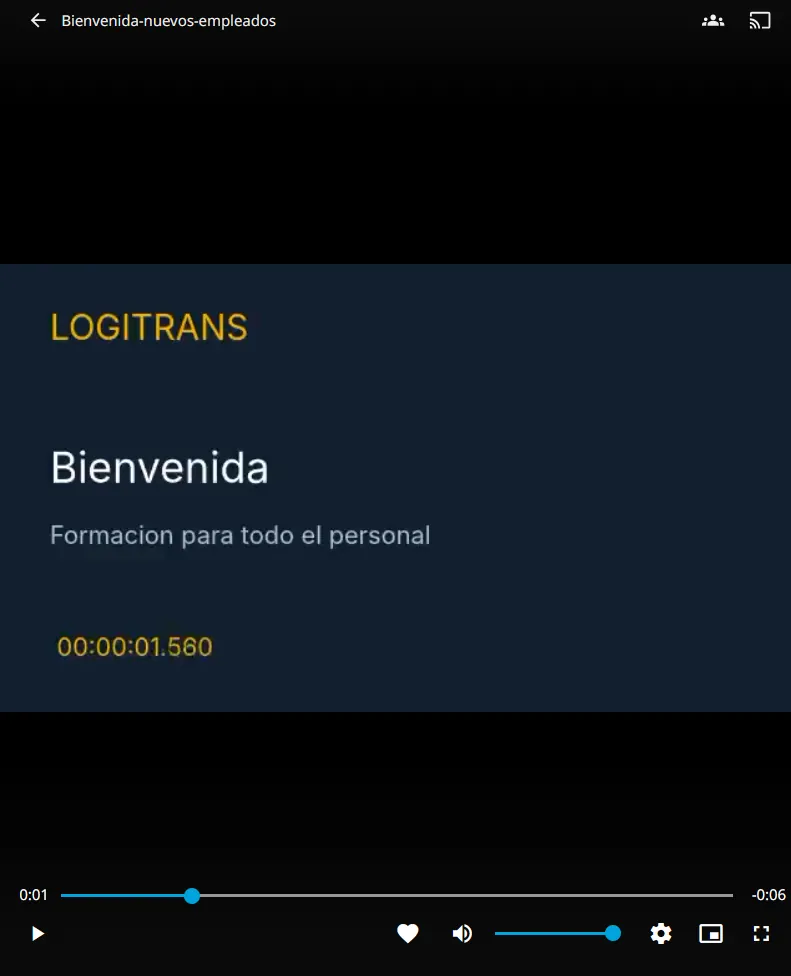 Bienvenida-nuevos-empleados
LOGITRANS
Bienvenida
Formacion para todo el personal
00:00:01.560
0:01
-0:06